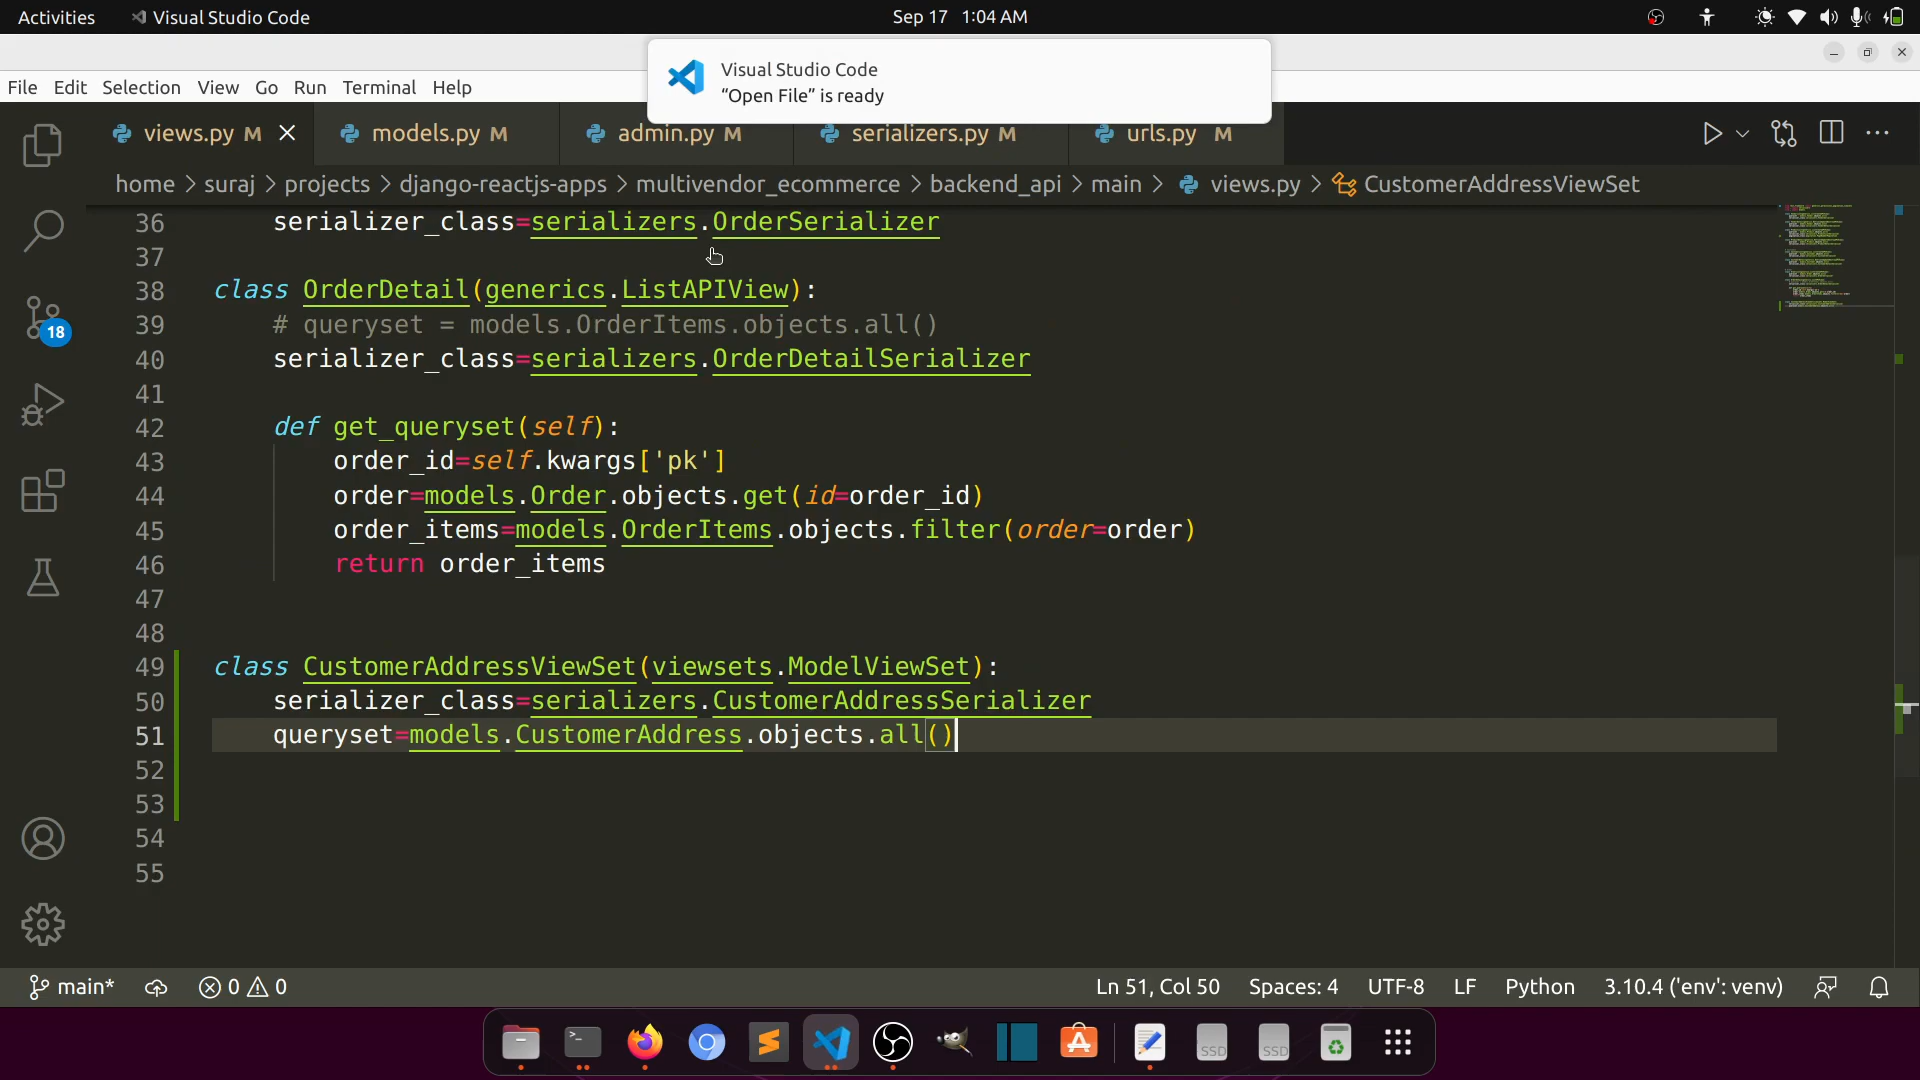 Activities Visual Studio Code Sep 17 1:04 AM
Visual Studio Code
“Open File” is ready
File Edit Selection View Go Run Terminal Help
views.py M models.py M admin.py M serializers.py M urls.py M
home > suraj > projects > django-reactjs-apps > multivendor_ecommerce > backend_api > main > views.py > CustomerAddressViewSet
36 serializer_class=serializers.OrderSerializer
37
38 class OrderDetail(generics.ListAPIView):
39 # queryset = models.OrderItems.objects.all()
40 serializer_class=serializers.OrderDetailSerializer
41
42 def get_queryset(self):
43 order_id=self.kwargs['pk']
44 order=models.Order.objects.get(id=order_id)
45 order_items=models.OrderItems.objects.filter(order=order)
46 return order_items
47
48
49 class CustomerAddressViewSet(viewsets.ModelViewSet):
50 serializer_class=serializers.CustomerAddressSerializer
51 queryset=models.CustomerAddress.objects.all()
52
53
54
55
18
main* 0 0 Ln 51, Col 50 Spaces: 4 UTF-8 LF Python 3.10.4 ('env': venv)
SSD SSD